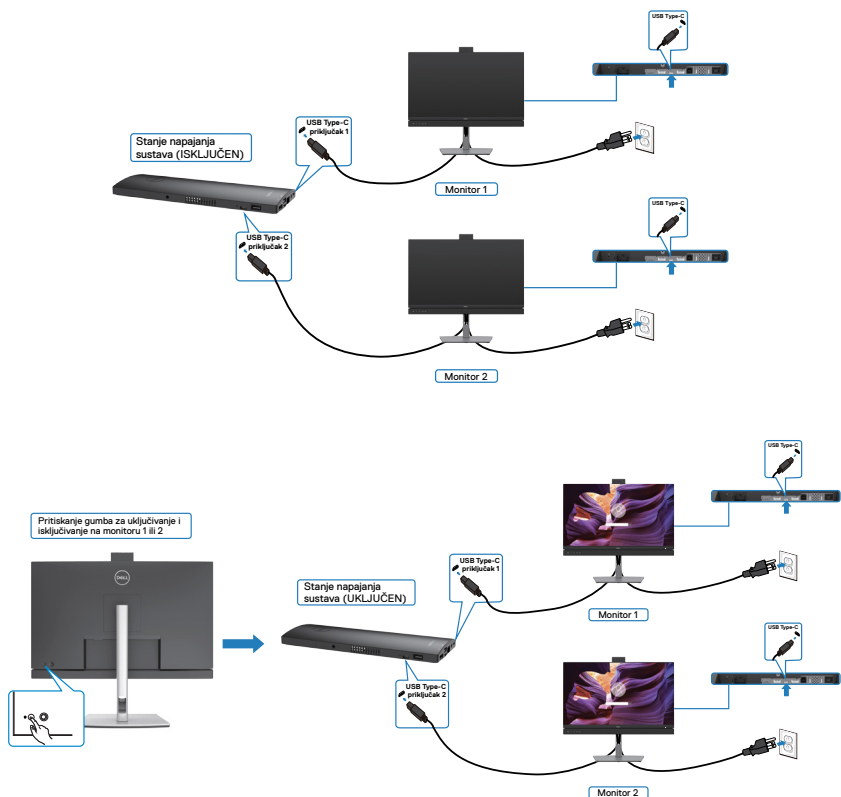 USB Type-C
USB Type-C
priključak 1
Stanje napajanja
sustava (ISKLJUČEN)
Monitor 1
USB Type-C
USB Type-C
priključak 2
Monitor 2
USB Type-C
Pritiskanje gumba za uključivanje i
isključivanje na monitoru 1 ili 2
DELL
USB Type-C
priključak 1
Stanje napajanja
sustava (UKLJUČEN)
Monitor 1
USB Type-C
USB Type-C
priključak 2
Monitor 2